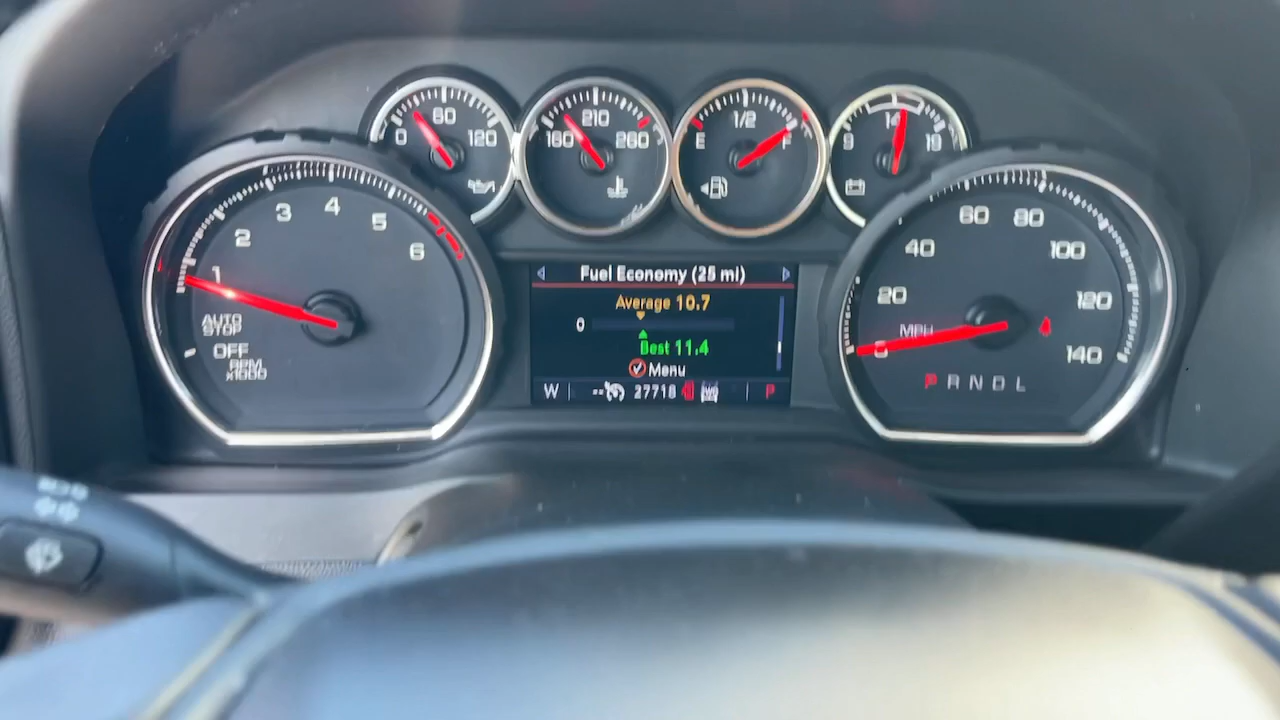 0 80 120
160 210 260
E 1/2 F
9 14 19
1 2 3 4 5 6
AUTO
STOP
OFF
RPM
x1000
Fuel Economy (25 mi)
Average 10.7
0
Best 11.4
Menu
W -- 27718 P
0 20 40 60 80 100 120 140
MPH
4
P R N D L